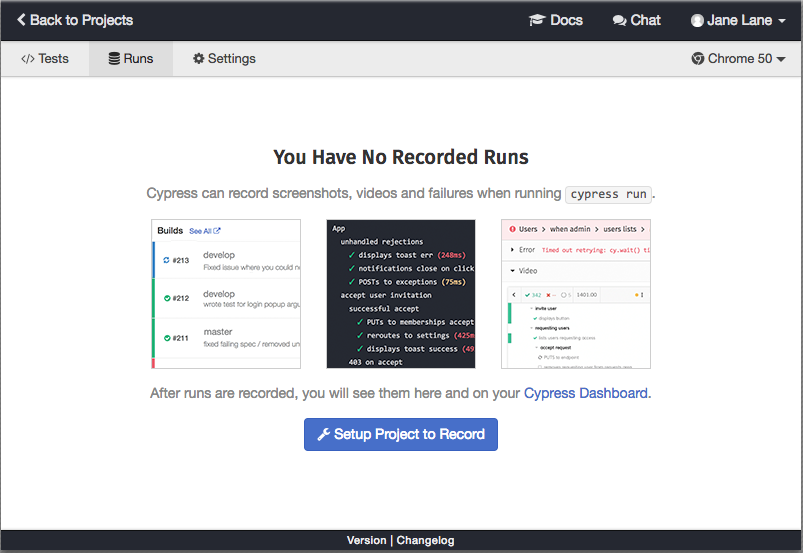 Back to Projects
Docs
Chat
Jane Lane
Tests
Runs
Settings
Chrome 50
You Have No Recorded Runs
Cypress can record screenshots, videos and failures when running cypress run.
Builds See All
#213
develop
Fixed issue where you could n
#212
develop
wrote test for login popup argu
#211
master
fixed failing spec / removed un
App
unhandled rejections
✓ displays toast err (248ms)
✓ notifications close on click
✓ POSTs to exceptions (75ms)
accept user invitation
successful accept
✓ PUTs to memberships accept
✓ reroutes to settings (425m
✓ displays toast success (49
403 on accept
Users > when admin > users lists >
Error Timed out retrying: cy.wait() ti
Video
342 -- 5 1401:00
invite user
displays button
requesting users
lists users requesting access
accept request
PUTS to endpoint
removes requesting user from requests page
After runs are recorded, you will see them here and on your Cypress Dashboard.
Setup Project to Record
Version | Changelog